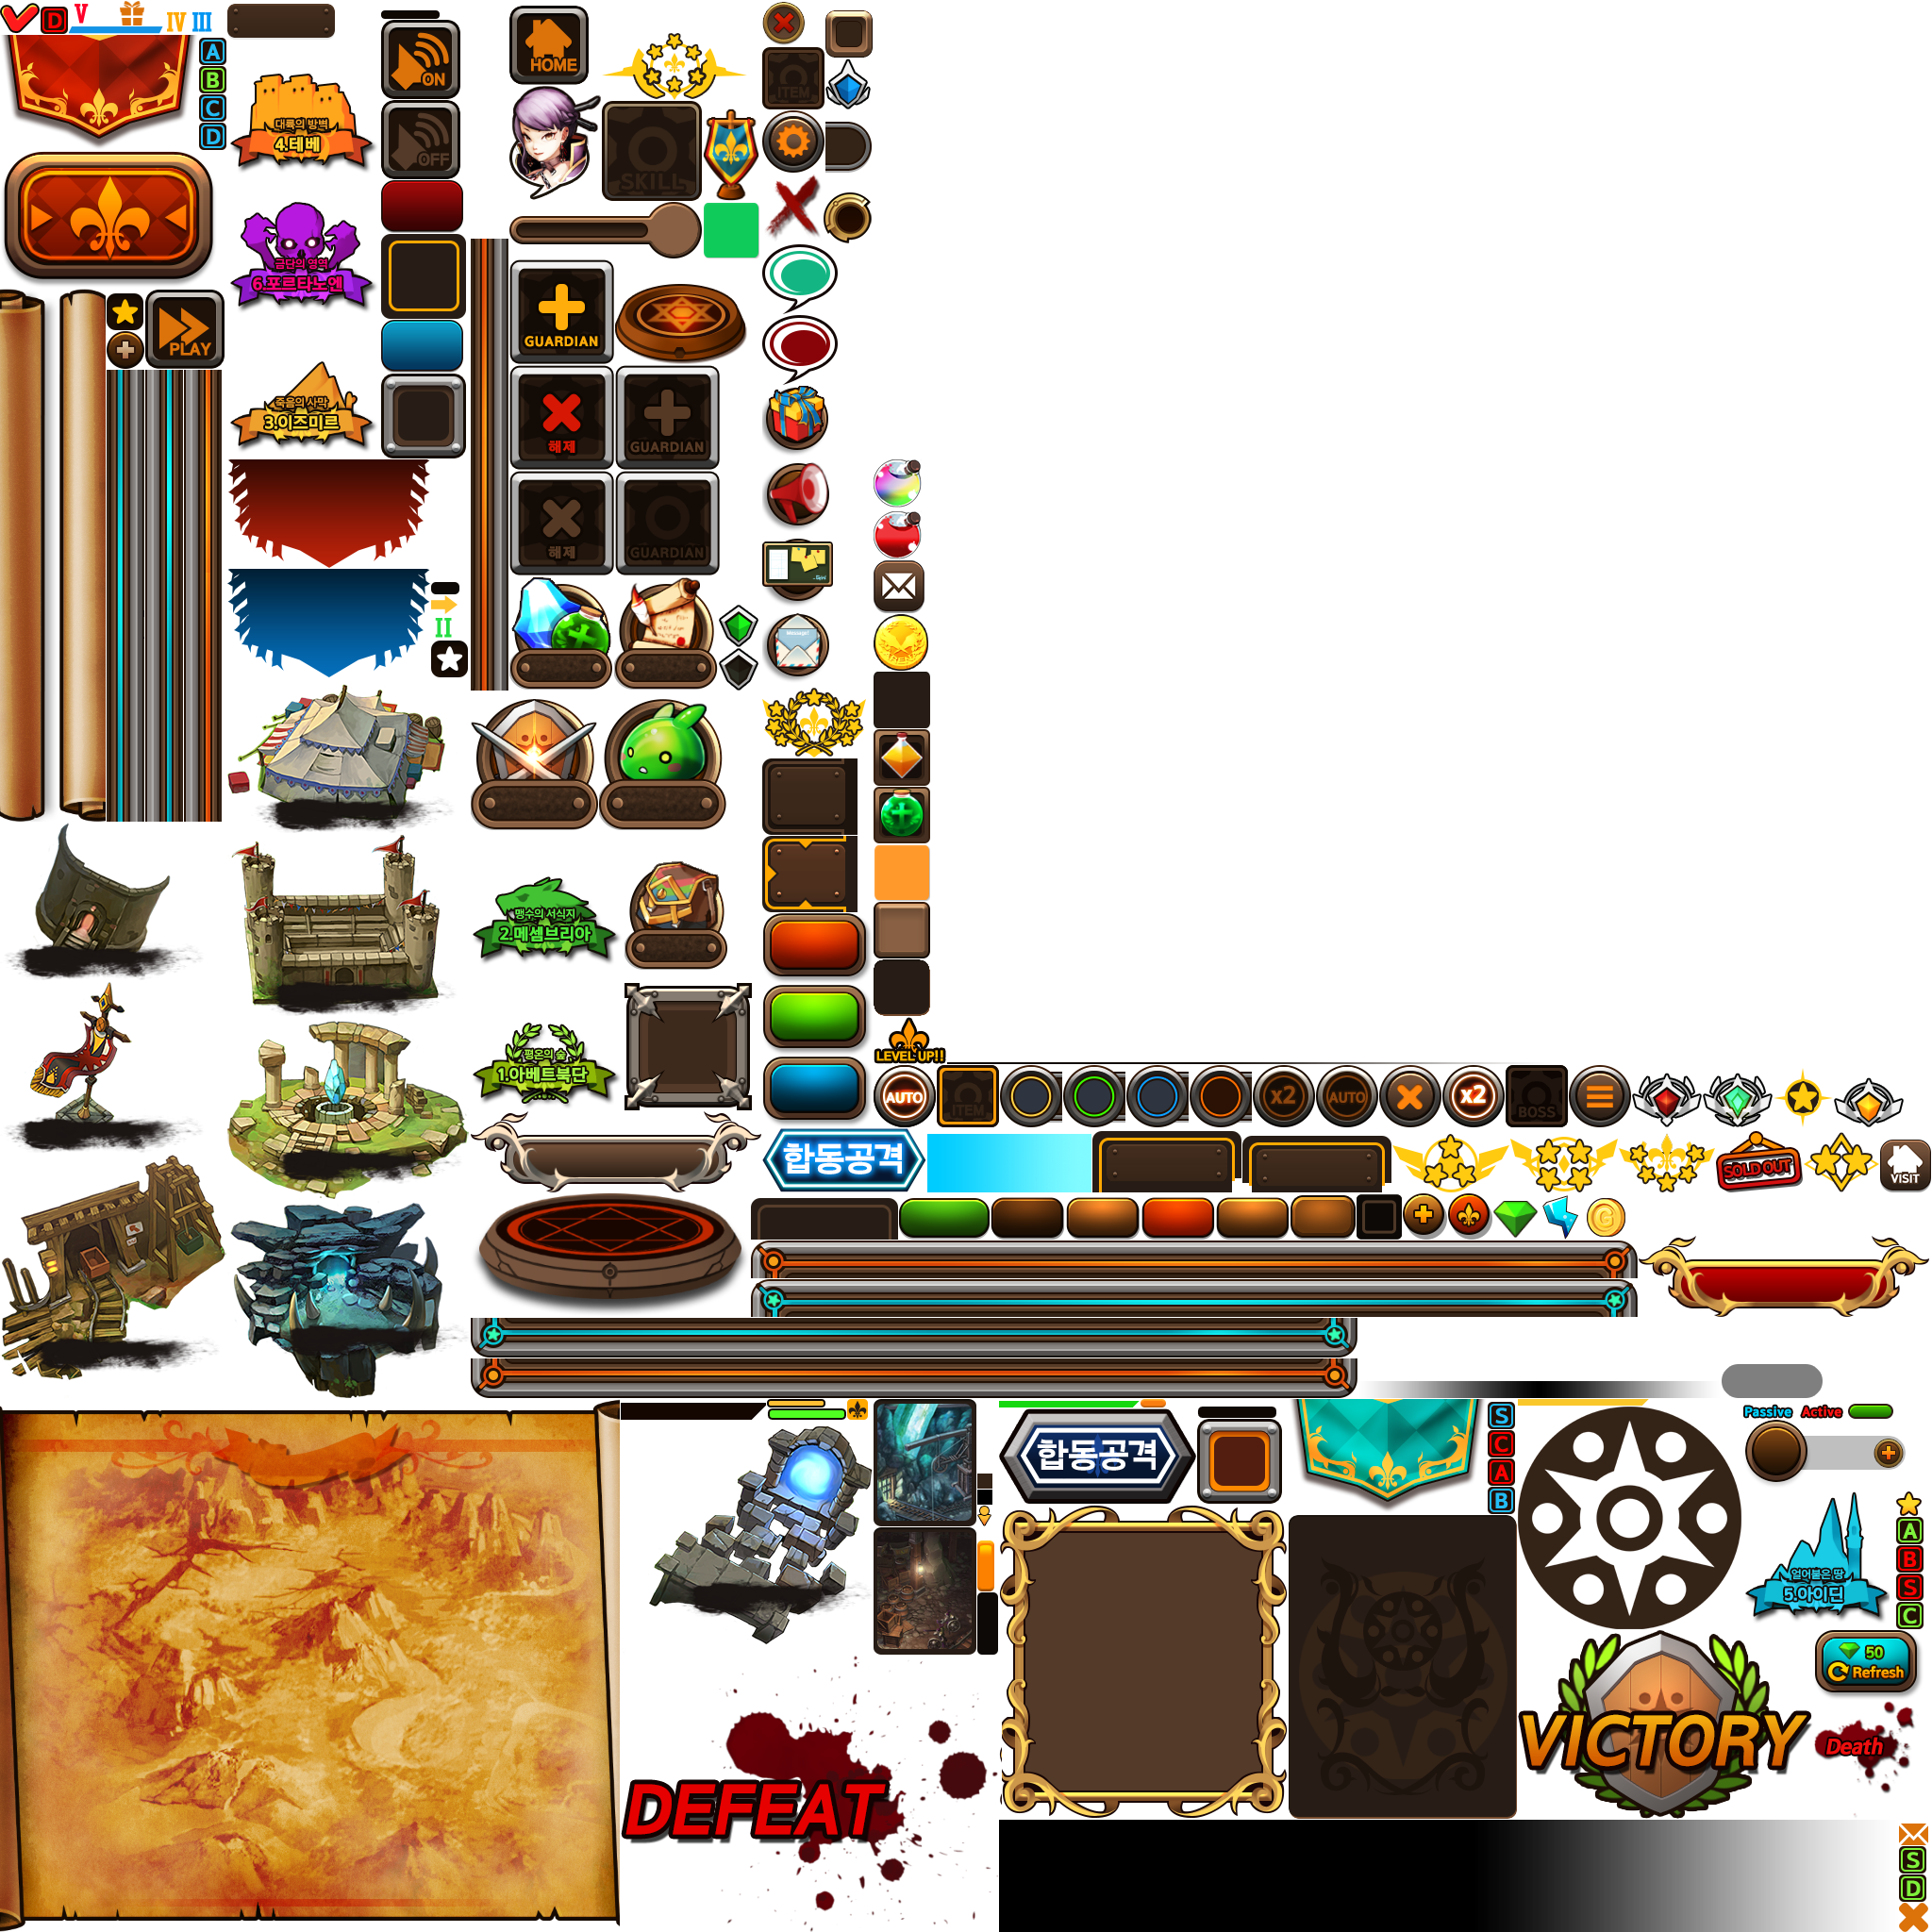 D
V
IV
III
A
B
C
D
ON
OFF
HOME
ITEM
SKILL
대륙의 방벽
4.테베
금단의 영역
6.포르타노엔
PLAY
GUARDIAN
죽음의 사막
3.이즈미르
해제
GUARDIAN
해제
GUARDIAN
II
Message!
맹수의 서식지
2.메셈브리아
평온의 숲
1.아베트북단
LEVEL UP!!
AUTO
ITEM
x2
AUTO
x2
BOSS
합동공격
SOLD OUT
VISIT
G
합동공격
S
C
A
B
Passive
Active
얼어붙은 땅
5.아이딘
A
B
S
C
50
Refresh
DEFEAT
VICTORY
Death
S
D